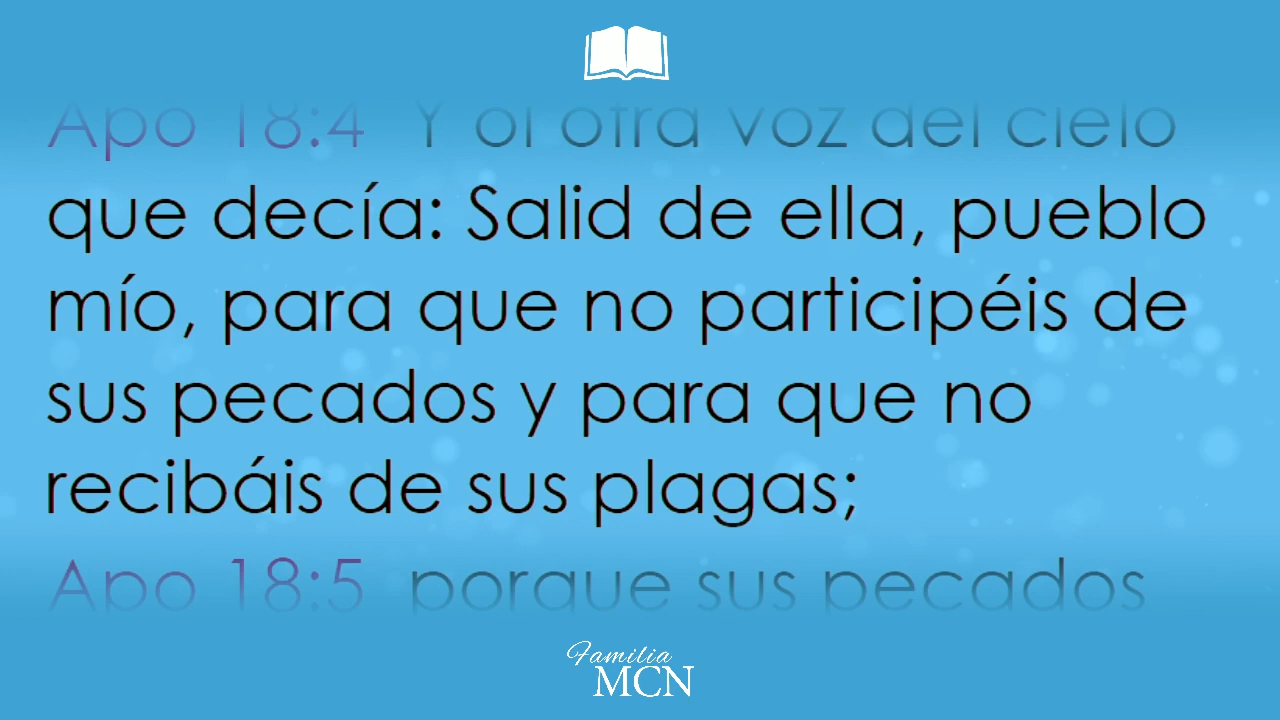 Apo 18:4 Y oí otra voz del cielo
que decía: Salid de ella, pueblo
mío, para que no participéis de
sus pecados y para que no
recibáis de sus plagas;
Apo 18:5 porque sus pecados
Familia
MCN